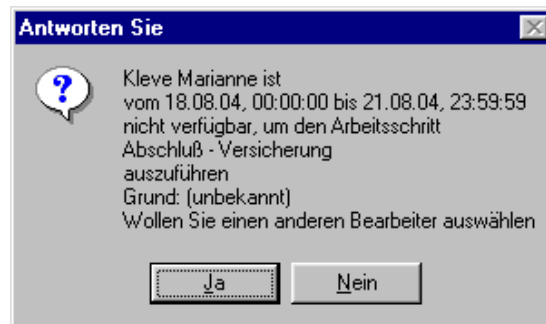 Antworten Sie
Kleve Marianne ist
vom 18.08.04, 00:00:00 bis 21.08.04, 23:59:59
nicht verfügbar, um den Arbeitsschritt
Abschluß - Versicherung
auszuführen
Grund: (unbekannt)
Wollen Sie einen anderen Bearbeiter auswählen
Ja Nein